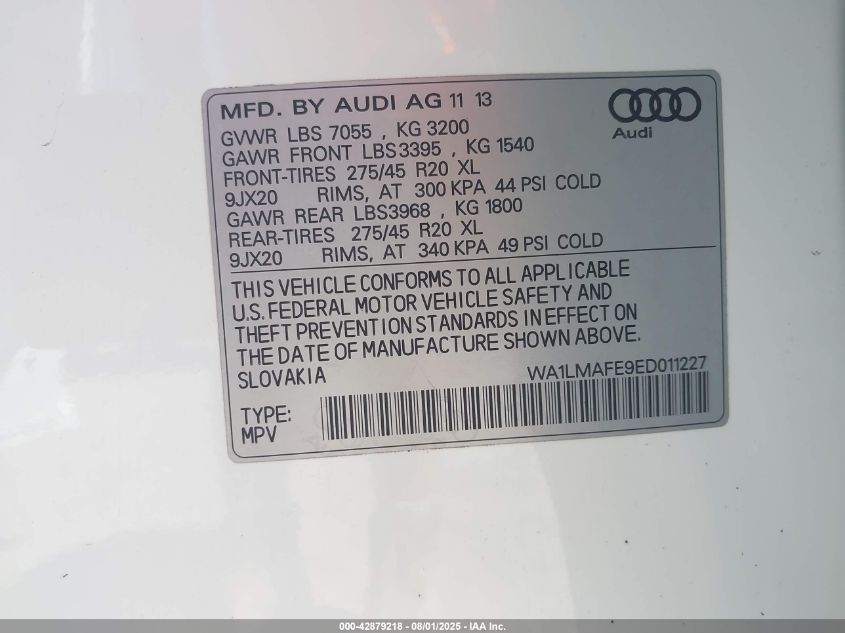 MFD. BY AUDI AG 11 13
Audi
GVWR LBS 7055 , KG 3200
GAWR FRONT LBS3395 , KG 1540
FRONT-TIRES 275/45 R20 XL
9JX20 RIMS, AT 300 KPA 44 PSI COLD
GAWR REAR LBS3968 , KG 1800
REAR-TIRES 275/45 R20 XL
9JX20 RIMS, AT 340 KPA 49 PSI COLD
THIS VEHICLE CONFORMS TO ALL APPLICABLE
U.S. FEDERAL MOTOR VEHICLE SAFETY AND
THEFT PREVENTION STANDARDS IN EFFECT ON
THE DATE OF MANUFACTURE SHOWN ABOVE.
SLOVAKIA WA1LMAFE9ED011227
TYPE:
MPV
000-42879218 - 08/01/2025 - IAA Inc.